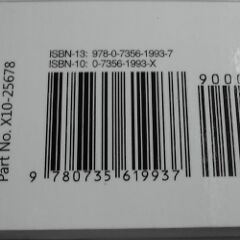 ISBN-13: 978-0-7356-1993-7
ISBN-10: 0-7356-1993-X
Part No. X10-25678
9000
9 780735 619937